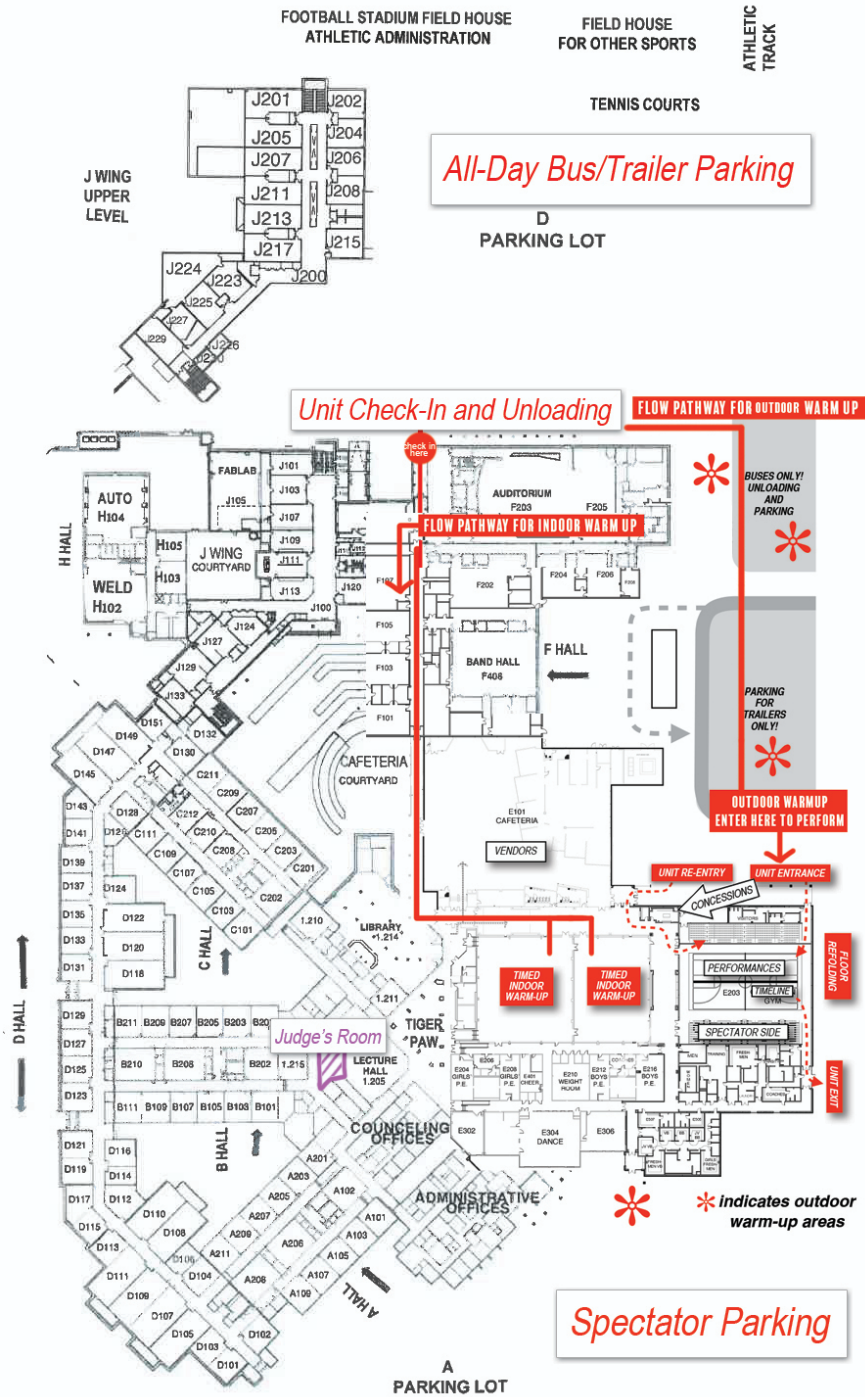 FOOTBALL STADIUM FIELD HOUSE
ATHLETIC ADMINISTRATION
FIELD HOUSE
FOR OTHER SPORTS
ATHLETIC
TRACK
TENNIS COURTS
All-Day Bus/Trailer Parking
D
PARKING LOT
J WING
UPPER
LEVEL
J201
J202
J204
J205
J206
J207
J208
J211
J213
J215
J217
J200
J224
J223
J225
J227
J226
J229
Unit Check-In and Unloading
FLOW PATHWAY FOR OUTDOOR WARM UP
check in
here
FLOW PATHWAY FOR INDOOR WARM UP
BUSES ONLY!
UNLOADING
AND
PARKING
AUDITORIUM
F203
F205
FABLAB
J105
J101
J103
J107
J109
J111
J113
J100
J120
AUTO
H104
H105
H103
WELD
H102
H HALL
J WING
COURTYARD
J124
J127
J129
J133
F202
F204
F206
F107
F105
F103
F101
BAND HALL
F408
F HALL
PARKING
FOR
TRAILERS
ONLY!
CAFETERIA
COURTYARD
E101
CAFETERIA
VENDORS
OUTDOOR WARMUP
ENTER HERE TO PERFORM
UNIT RE-ENTRY
UNIT ENTRANCE
CONCESSIONS
VISITORS
FLOOR
REFOLDING
PERFORMANCES
E203
TIMELINE
GYM
SPECTATOR SIDE
UNIT EXIT
TIMED
INDOOR
WARM-UP
TIMED
INDOOR
WARM-UP
D151
D149
D147
D145
D132
D130
D128
D143
D141
D139
D137
D135
D133
D131
D124
D122
D120
D118
C211
C209
C207
C205
C203
C201
C212
C210
C208
C202
C111
C109
C107
C105
C103
C101
C HALL
D HALL
1.210
LIBRARY
1.214
1.211
TIGER
PAW
Judge's Room
LECTURE
HALL
1.205
1.215
D129
D127
D125
D123
B211
B209
B207
B205
B203
B210
B208
B202
B111
B109
B107
B105
B103
B101
B HALL
D121
D119
D117
D115
D113
D111
D109
D107
D105
D103
D101
D102
D104
D106
D108
D110
D112
D114
D116
COUNCELING
OFFICES
ADMINISTRATIVE
OFFICES
A201
A203
A205
A207
A209
A211
A206
A208
A102
A101
A103
A105
A107
A109
A HALL
E204
GIRLS'
P.E.
E206
E208
GIRLS'
P.E.
E401
CHEER
E210
WEIGHT
ROOM
E212
BOYS
P.E.
E216
BOYS
P.E.
E302
E304
DANCE
E306
MEN
* indicates outdoor
warm-up areas
Spectator Parking
A
PARKING LOT